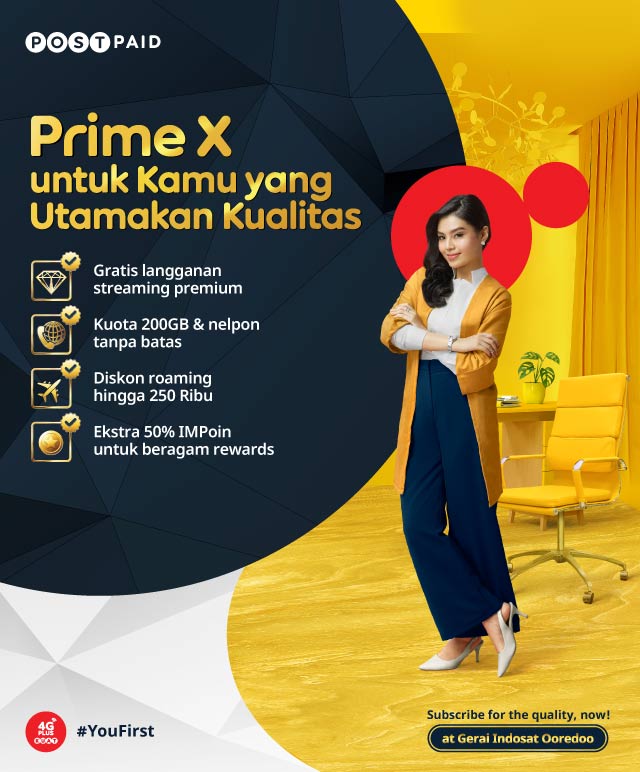 POSTPAID
Prime X
untuk Kamu yang
Utamakan Kualitas
Gratis langganan
streaming premium
Kuota 200GB & nelpon
tanpa batas
Diskon roaming
hingga 250 Ribu
Ekstra 50% IMPoin
untuk beragam rewards
4G
PLUS
KUAT
#YouFirst
Subscribe for the quality, now!
at Gerai Indosat Ooredoo